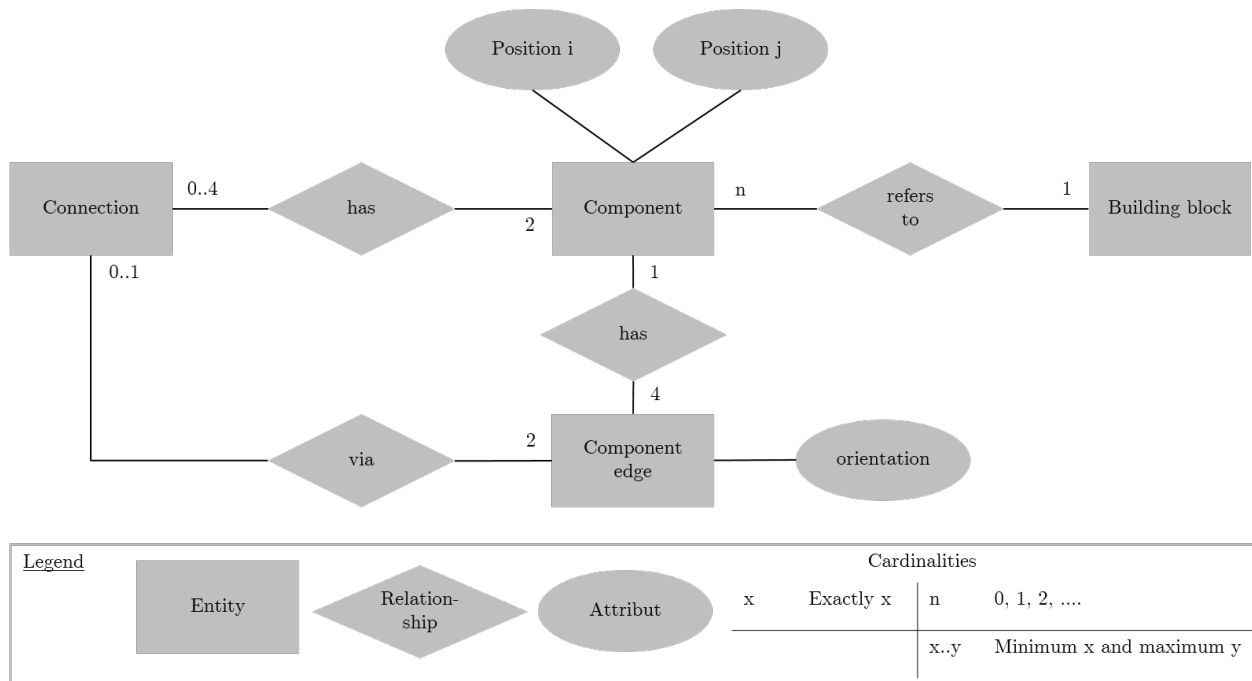 Position i
Position j
Connection
0..4
has
2
Component
n
refers
to
1
Building block
0..1
1
has
4
via
2
Component
edge
orientation
Legend
Entity
Relation-
ship
Attribut
Cardinalities
x Exactly x n 0, 1, 2, ....
x..y Minimum x and maximum y